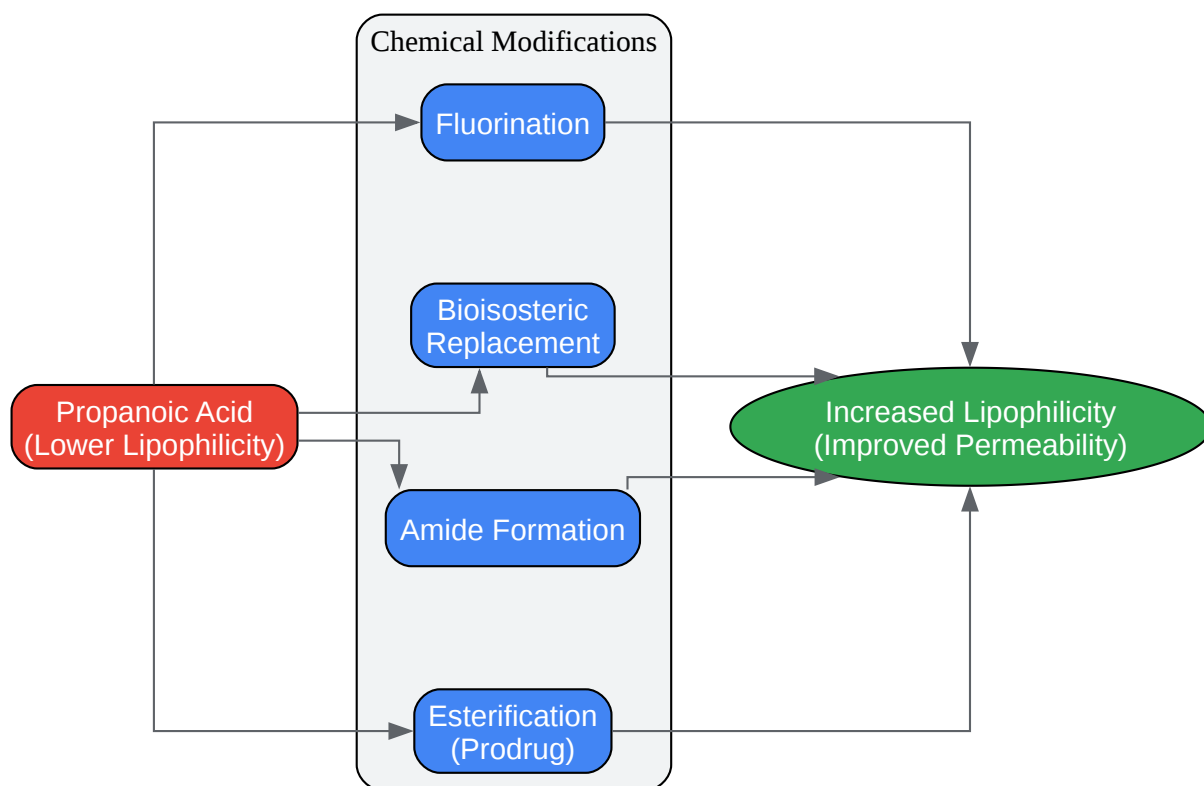 Chemical Modifications
Fluorination
Bioisosteric
Replacement
Propanoic Acid
(Lower Lipophilicity)
Increased Lipophilicity
(Improved Permeability)
Amide Formation
Esterification
(Prodrug)